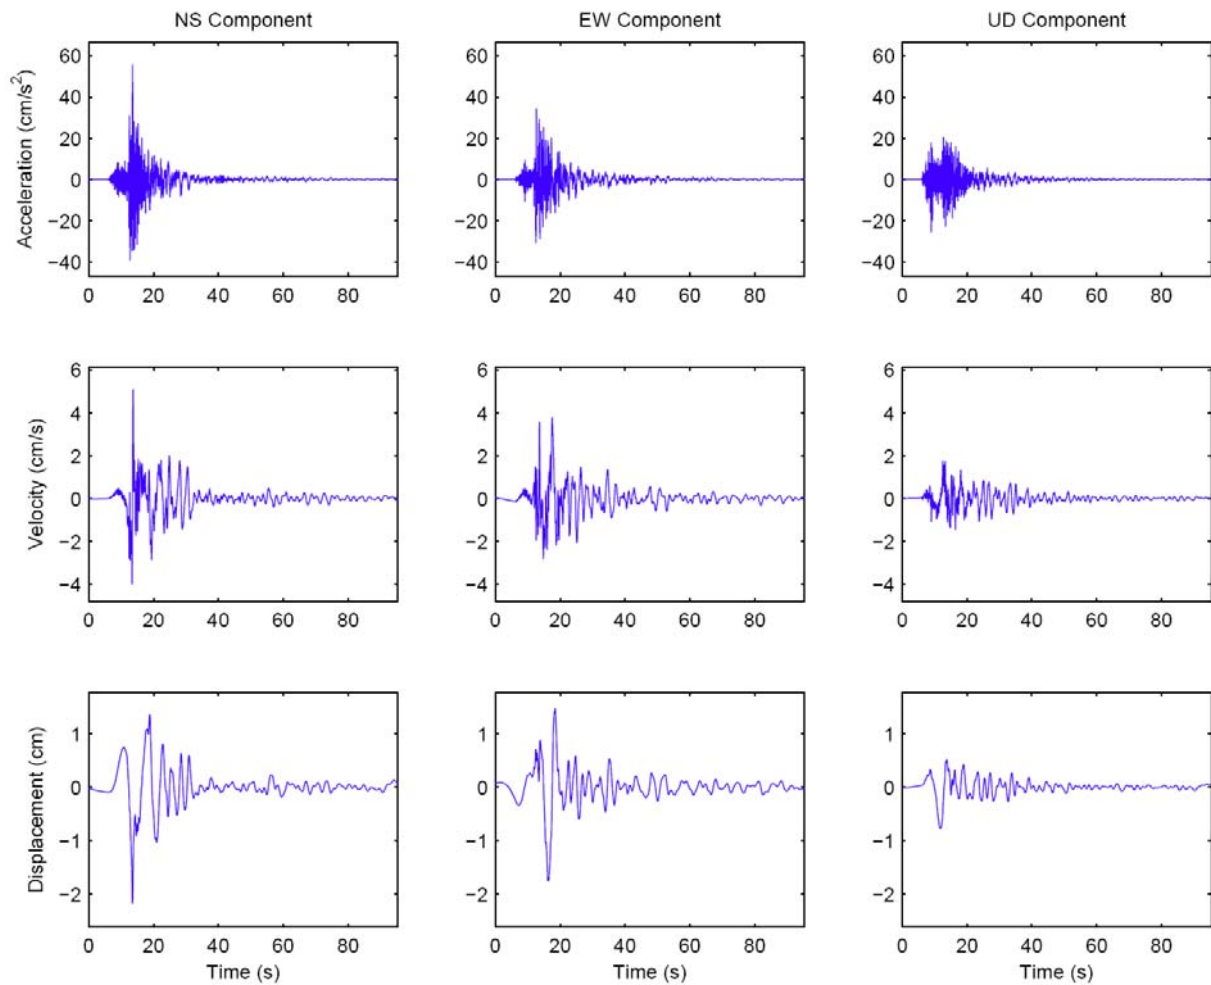 NS Component
EW Component
UD Component
Acceleration (cm/s²)
60
40
20
0
−20
−40
0 20 40 60 80
60
40
20
0
−20
−40
0 20 40 60 80
60
40
20
0
−20
−40
0 20 40 60 80
Velocity (cm/s)
6
4
2
0
−2
−4
0 20 40 60 80
6
4
2
0
−2
−4
0 20 40 60 80
6
4
2
0
−2
−4
0 20 40 60 80
Displacement (cm)
1
0
−1
−2
0 20 40 60 80
Time (s)
1
0
−1
−2
0 20 40 60 80
Time (s)
1
0
−1
−2
0 20 40 60 80
Time (s)